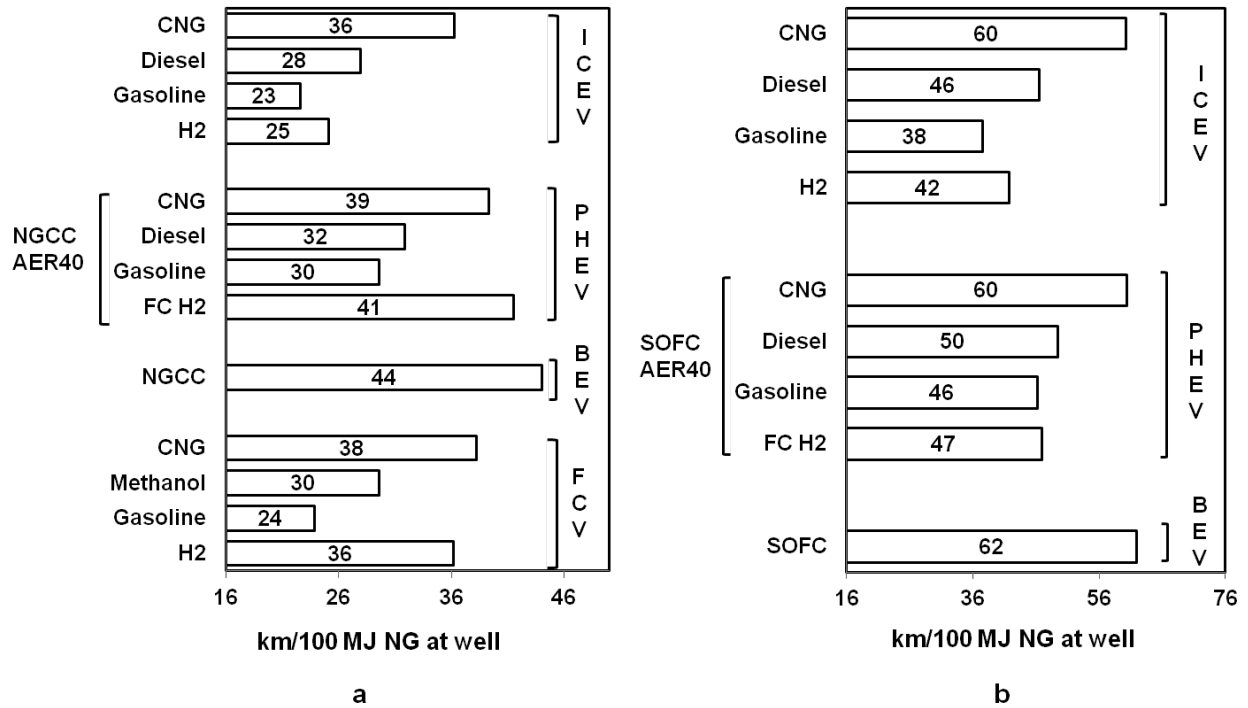 CNG 36
Diesel 28
Gasoline 23
H2 25
I
C
E
V
NGCC
AER40
CNG 39
Diesel 32
Gasoline 30
FC H2 41
P
H
E
V
NGCC 44
B
E
V
CNG 38
Methanol 30
Gasoline 24
H2 36
F
C
V
16 26 36 46
km/100 MJ NG at well
a
CNG 60
Diesel 46
Gasoline 38
H2 42
I
C
E
V
SOFC
AER40
CNG 60
Diesel 50
Gasoline 46
FC H2 47
P
H
E
V
SOFC 62
B
E
V
16 36 56 76
km/100 MJ NG at well
b